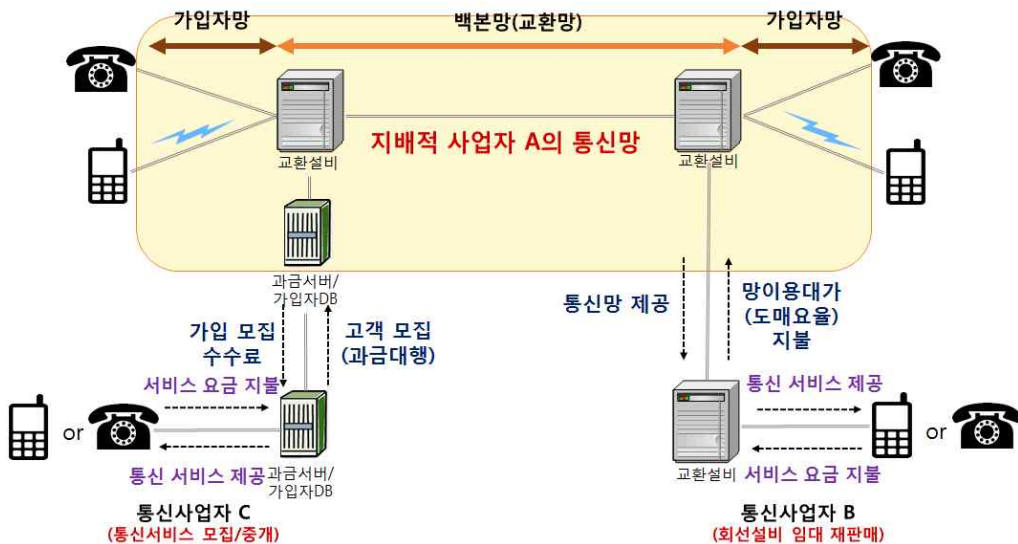 가입자망
백본망(교환망)
가입자망
지배적 사업자 A의 통신망
교환설비
교환설비
과금서버/
가입자DB
가입 모집
수수료
고객 모집
(과금대행)
통신망 제공
망이용대가
(도매요율)
지불
서비스 요금 지불
or
통신 서비스 제공
과금서버/
가입자DB
통신사업자 C
(통신서비스 모집/중개)
통신 서비스 제공
or
서비스 요금 지불
교환설비
통신사업자 B
(회선설비 임대 재판매)